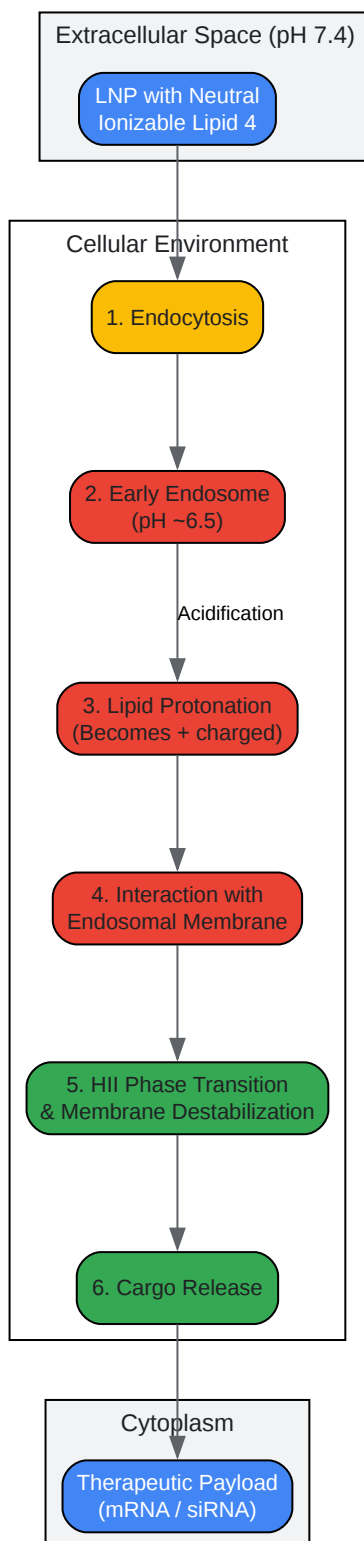 Extracellular Space (pH 7.4)
LNP with Neutral
Ionizable Lipid 4
Cellular Environment
1. Endocytosis
2. Early Endosome
(pH ~6.5)
Acidification
3. Lipid Protonation
(Becomes + charged)
4. Interaction with
Endosomal Membrane
5. HII Phase Transition
& Membrane Destabilization
6. Cargo Release
Cytoplasm
Therapeutic Payload
(mRNA / siRNA)